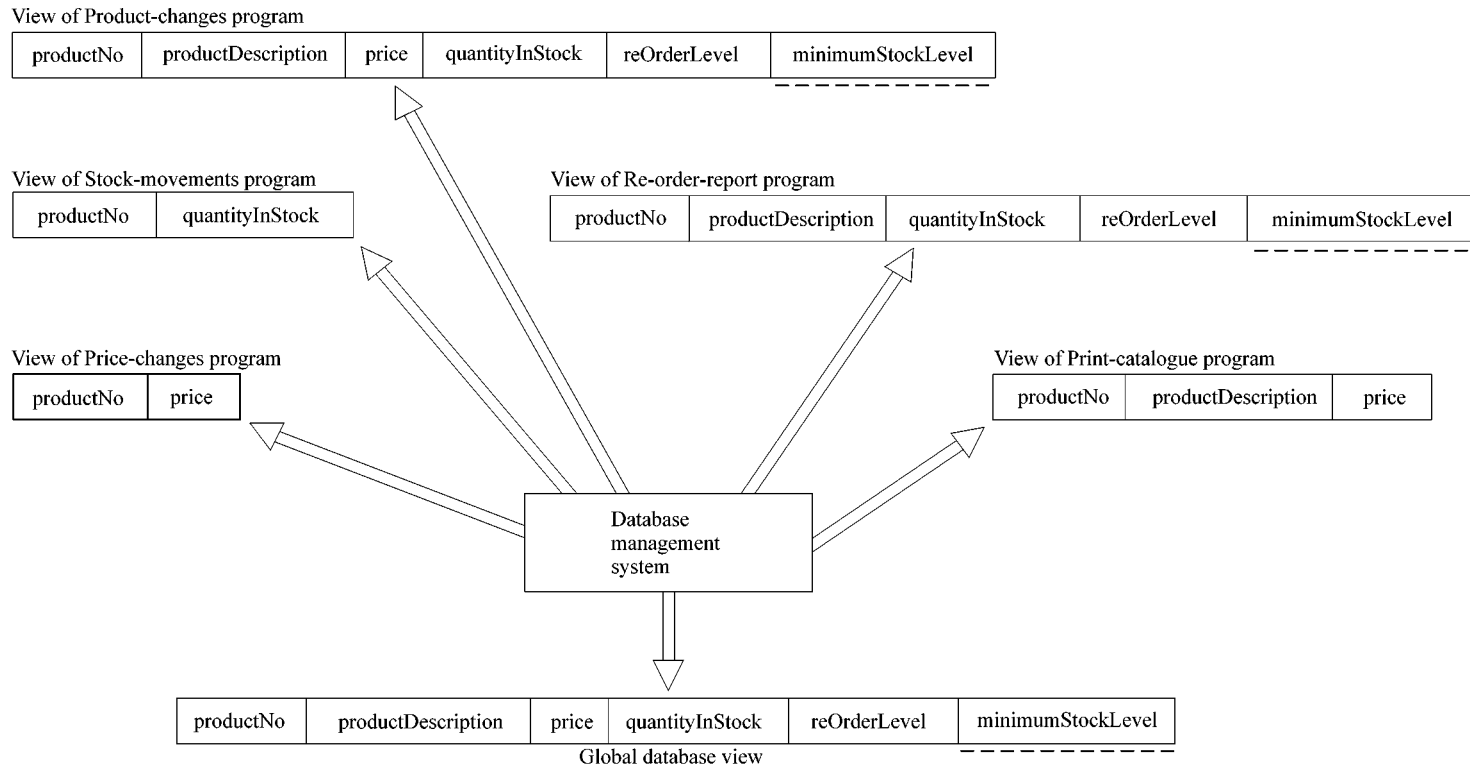 View of Product-changes program
productNo productDescription price quantityInStock reOrderLevel minimumStockLevel
View of Stock-movements program
productNo quantityInStock
View of Re-order-report program
productNo productDescription quantityInStock reOrderLevel minimumStockLevel
View of Price-changes program
productNo price
View of Print-catalogue program
productNo productDescription price
Database
management
system
productNo productDescription price quantityInStock reOrderLevel minimumStockLevel
Global database view